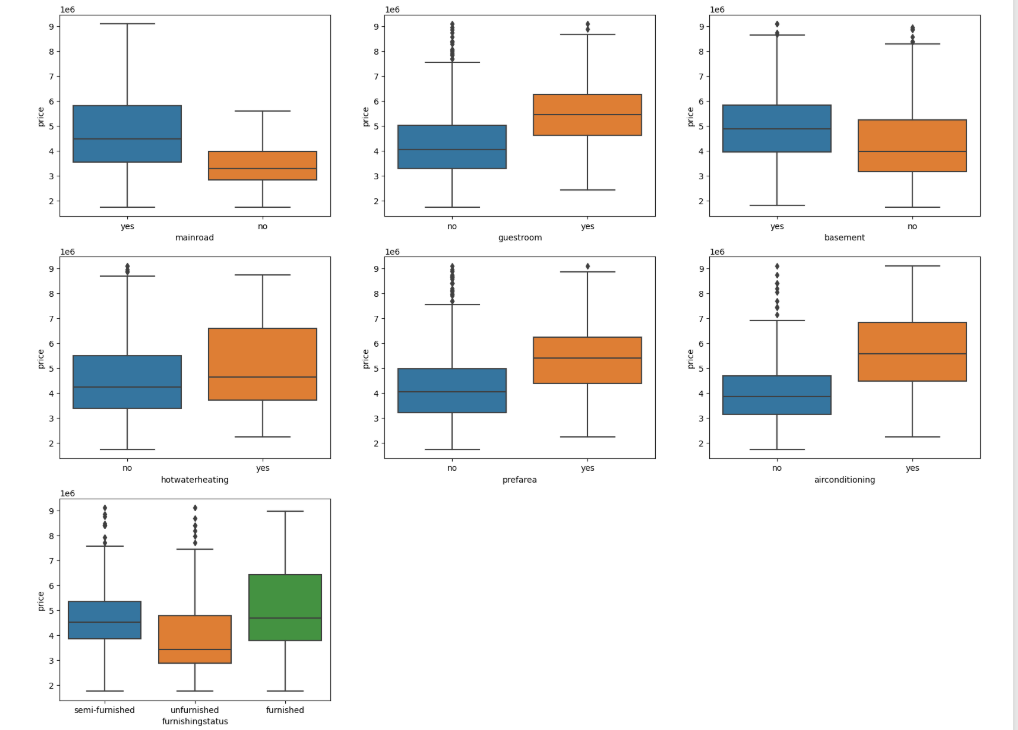 1e6 1e6 1e6
9 9 9
8 8 8
7 7 7
6 6 6
5 5 5
4 4 4
3 3 3
2 2 2
price price price
yes no no yes yes no
mainroad guestroom basement
1e6 1e6 1e6
9 9 9
8 8 8
7 7 7
6 6 6
5 5 5
4 4 4
3 3 3
2 2 2
price price price
no yes no yes no yes
hotwaterheating prefarea airconditioning
1e6
9
8
7
6
5
4
3
2
price
semi-furnished unfurnished furnished
furnishingstatus